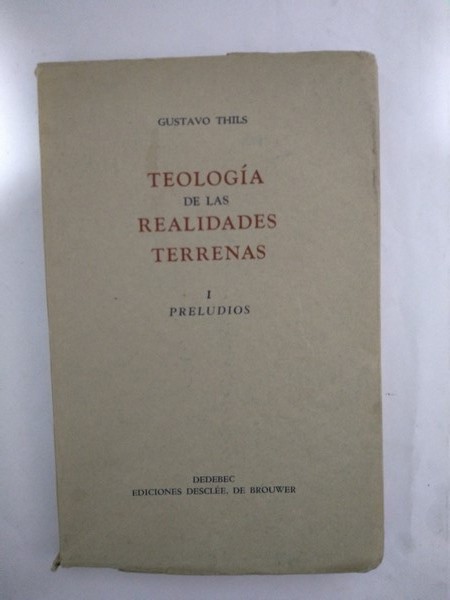 GUSTAVO THILS
TEOLOGÍA
DE LAS
REALIDADES
TERRENAS
I
PRELUDIOS
DEDEBEC
EDICIONES DESCLÉE, DE BROUWER